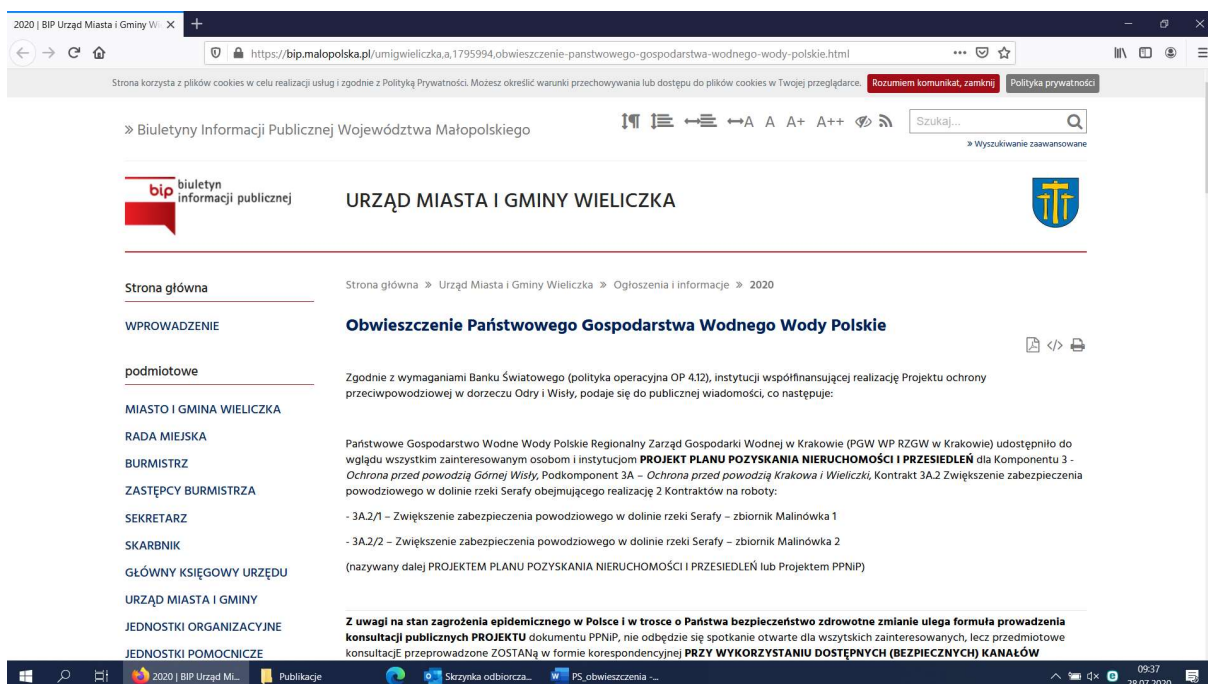 2020 | BIP Urząd Miasta i Gminy Wi
https://bip.malopolska.pl/umigwieliczka,a,1795994,obwieszczenie-panstwowego-gospodarstwa-wodnego-wody-polskie.html
Strona korzysta z plików cookies w celu realizacji usług i zgodnie z Polityką Prywatności. Możesz określić warunki przechowywania lub dostępu do plików cookies w Twojej przeglądarce. Rozumiem komunikat, zamknij Polityka prywatności
» Biuletyny Informacji Publicznej Województwa Małopolskiego
A A A+ A++ Szukaj...
» Wyszukiwanie zaawansowane
bip biuletyn
informacji publicznej
URZĄD MIASTA I GMINY WIELICZKA
Strona główna
WPROWADZENIE
podmiotowe
MIASTO I GMINA WIELICZKA
RADA MIEJSKA
BURMISTRZ
ZASTĘPCY BURMISTRZA
SEKRETARZ
SKARBNIK
GŁÓWNY KSIĘGOWY URZĘDU
URZĄD MIASTA I GMINY
JEDNOSTKI ORGANIZACYJNE
JEDNOSTKI POMOCNICZE
Strona główna » Urząd Miasta i Gminy Wieliczka » Ogłoszenia i informacje » 2020
Obwieszczenie Państwowego Gospodarstwa Wodnego Wody Polskie
Zgodnie z wymaganiami Banku Światowego (polityka operacyjna OP 4.12), instytucji współfinansującej realizację Projektu ochrony
przeciwpowodziowej w dorzeczu Odry i Wisły, podaje się do publicznej wiadomości, co następuje:
Państwowe Gospodarstwo Wodne Wody Polskie Regionalny Zarząd Gospodarki Wodnej w Krakowie (PGW WP RZGW w Krakowie) udostępniło do
wglądu wszystkim zainteresowanym osobom i instytucjom PROJEKT PLANU POZYSKANIA NIERUCHOMOŚCI I PRZESIEDLEŃ dla Komponentu 3 -
Ochrona przed powodzią Górnej Wisły, Podkomponent 3A – Ochrona przed powodzią Krakowa i Wieliczki, Kontrakt 3A.2 Zwiększenie zabezpieczenia
powodziowego w dolinie rzeki Serafy obejmującego realizację 2 Kontraktów na roboty:
- 3A.2/1 – Zwiększenie zabezpieczenia powodziowego w dolinie rzeki Serafy – zbiornik Malinówka 1
- 3A.2/2 – Zwiększenie zabezpieczenia powodziowego w dolinie rzeki Serafy – zbiornik Malinówka 2
(nazywany dalej PROJEKTEM PLANU POZYSKANIA NIERUCHOMOŚCI I PRZESIEDLEŃ lub Projektem PPNiP)
Z uwagi na stan zagrożenia epidemicznego w Polsce i w trosce o Państwa bezpieczeństwo zdrowotne zmianie ulega formuła prowadzenia
konsultacji publicznych PROJEKTU dokumentu PPNiP, nie odbędzie się spotkanie otwarte dla wszytskich zainteresowanych, lecz przedmiotowe
konsultacjE przeprowadzone ZOSTANą w formie korespondencyjnej PRZY WYKORZYSTANIU DOSTĘPNYCH (BEZPIECZNYCH) KANAŁÓW
2020 | BIP Urząd Mi... Publikacje Skrzynka odbiorcza... PS_obwieszczenia -...
09:37
28.07.2020